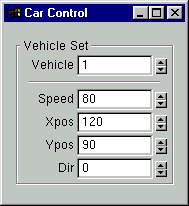 Car Control
Vehicle Set
Vehicle 1
Speed 80
Xpos 120
Ypos 90
Dir 0